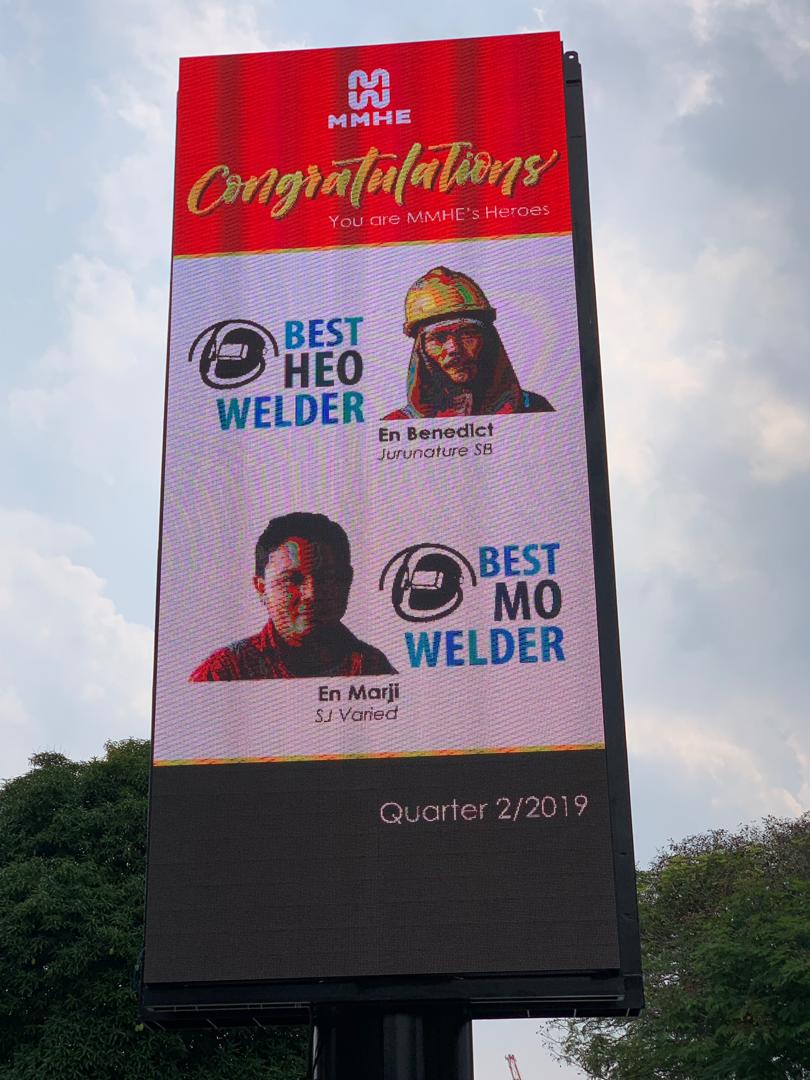 MMHE
Congratulations
You are MMHE's Heroes
BEST
HEO
WELDER
En Benedict
Jurunature SB
BEST
MO
WELDER
En Marji
SJ Varied
Quarter 2/2019